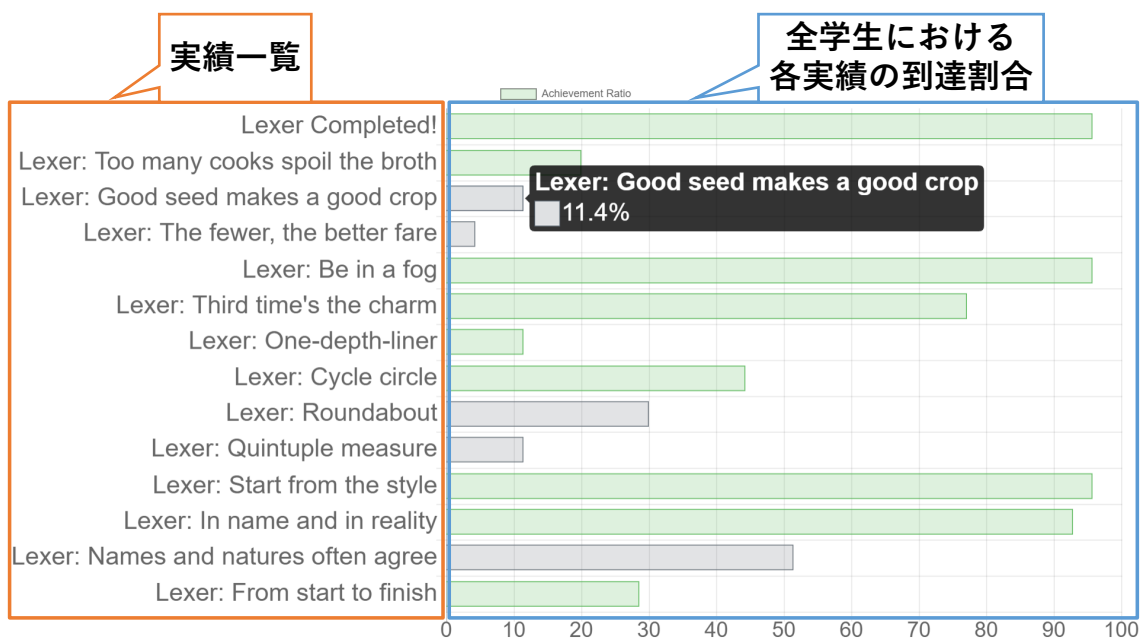 実績一覧
全学生における
各実績の到達割合
Achievement Ratio
Lexer Completed!
Lexer: Too many cooks spoil the broth
Lexer: Good seed makes a good crop
Lexer: The fewer, the better fare
Lexer: Be in a fog
Lexer: Third time's the charm
Lexer: One-depth-liner
Lexer: Cycle circle
Lexer: Roundabout
Lexer: Quintuple measure
Lexer: Start from the style
Lexer: In name and in reality
Lexer: Names and natures often agree
Lexer: From start to finish
Lexer: Good seed makes a good crop
11.4%
0 10 20 30 40 50 60 70 80 90 100